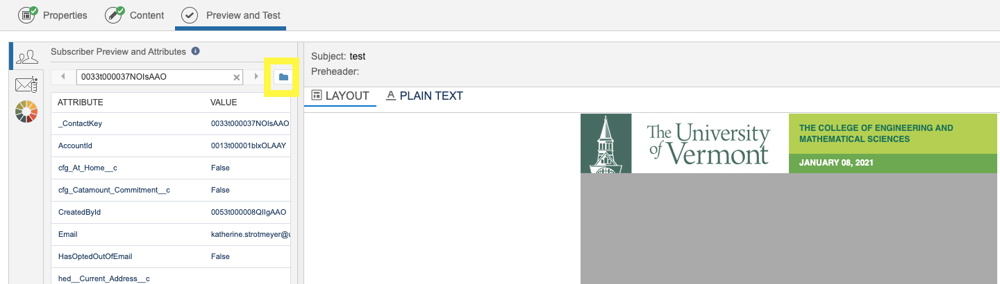 Properties
Content
Preview and Test
Subscriber Preview and Attributes
0033t000037NOIsAAO
ATTRIBUTE VALUE
_ContactKey 0033t000037NOIsAAO
AccountId 0013t00001blxOLAAY
cfg_At_Home__c False
cfg_Catamount_Commitment__c False
CreatedById 0053t000008QIlgAAO
Email katherine.strotmeyer@u
HasOptedOutOfEmail False
hed__Current_Address__c
Subject: test
Preheader:
LAYOUT
PLAIN TEXT
The University
of Vermont
THE COLLEGE OF ENGINEERING AND
MATHEMATICAL SCIENCES
JANUARY 08, 2021